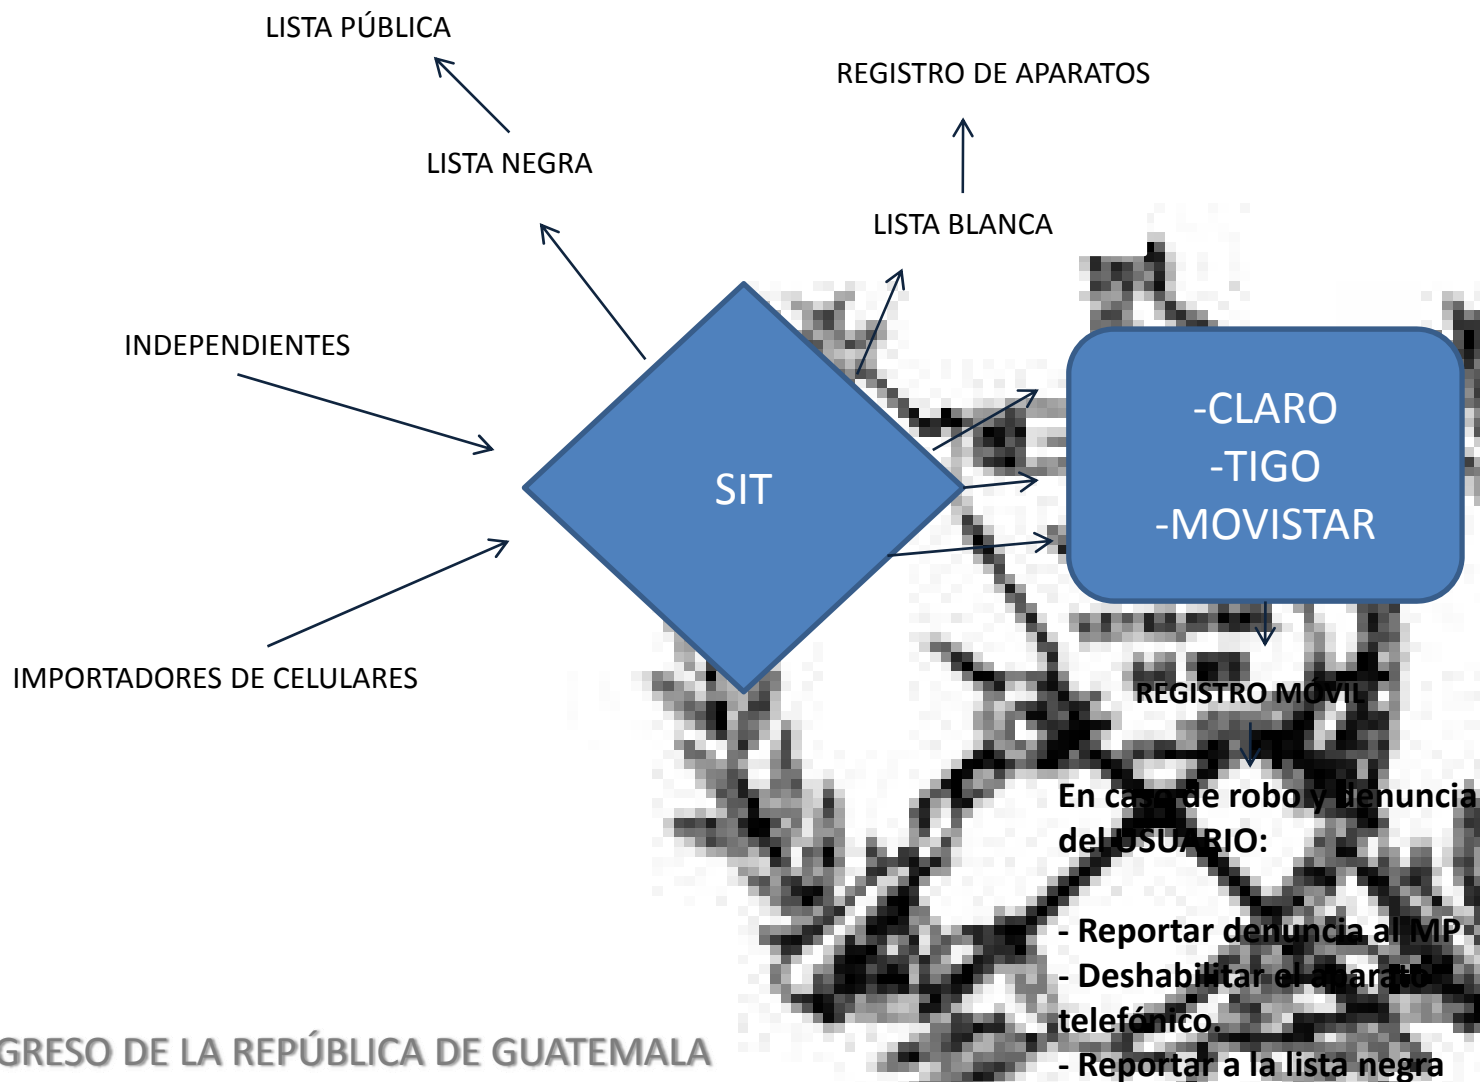 LISTA PÚBLICA
REGISTRO DE APARATOS
LISTA NEGRA
LISTA BLANCA
INDEPENDIENTES
-CLARO
-TIGO
-MOVISTAR
SIT
IMPORTADORES DE CELULARES
REGISTRO MÓVIL
En caso de robo y denuncia
del USUARIO:
- Reportar denuncia al MP
- Deshabilitar el aparato
telefónico.
- Reportar a la lista negra
GRESO DE LA REPÚBLICA DE GUATEMALA